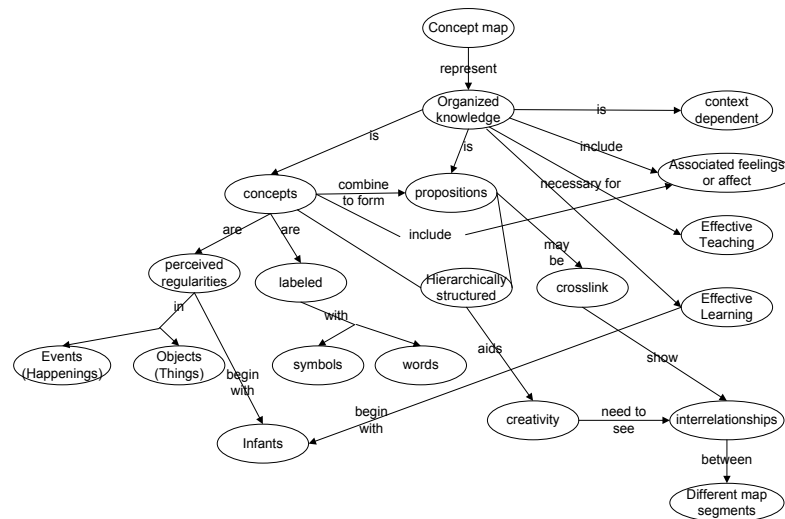 Concept map
represent
Organized
knowledge
is
context
dependent
is
is
include
Associated feelings
or affect
concepts
combine
to form
propositions
necessary for
include
Effective
Teaching
are
are
may
be
perceived
regularities
labeled
Hierarchically
structured
crosslink
Effective
Learning
in
with
aids
show
Events
(Happenings)
Objects
(Things)
begin
with
symbols
words
begin
with
creativity
need to
see
interrelationships
Infants
between
Different map
segments